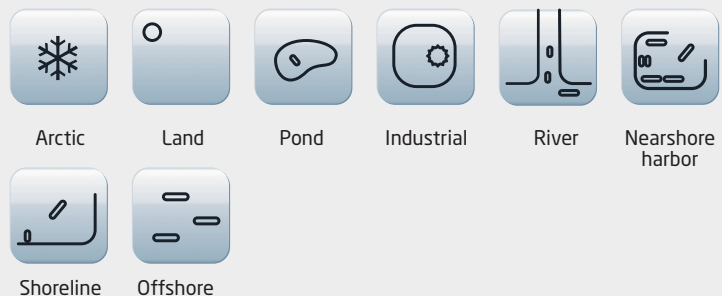 Arctic
Land
Pond
Industrial
River
Nearshore
harbor
Shoreline
Offshore